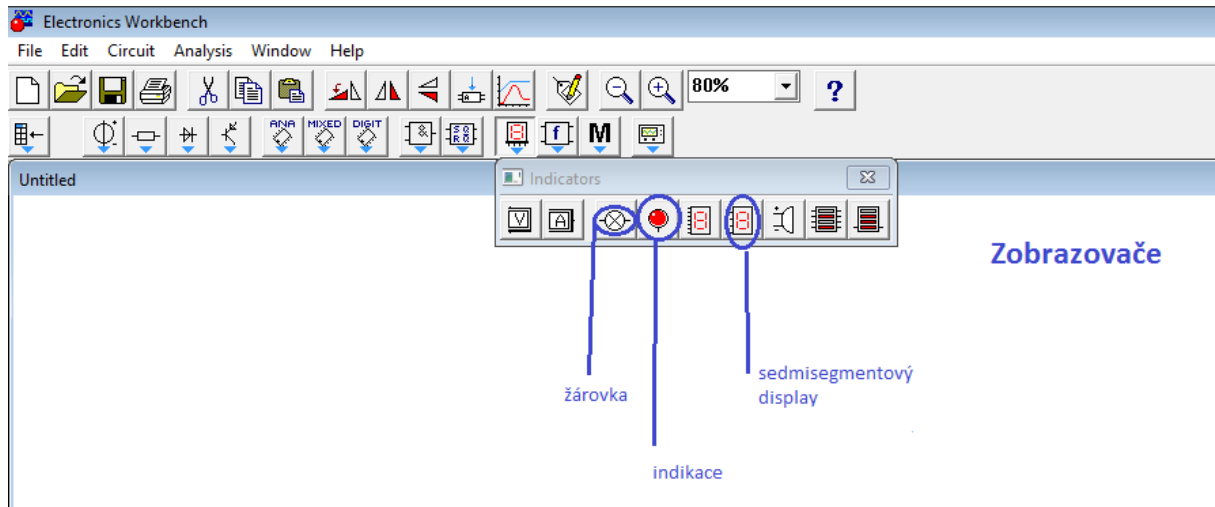 Electronics Workbench
File Edit Circuit Analysis Window Help
80% ?
ANA MIXED DIGIT
& f M
Untitled
Indicators
V A
Zobrazovače
žárovka
sedmisegmentový
display
indikace